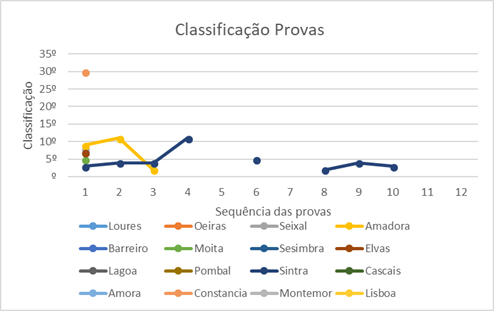 Classificação Provas
35º
30º
25º
20º
15º
10º
5º
º
Classificação
1 2 3 4 5 6 7 8 9 10 11 12
Sequência das provas
Loures Oeiras Seixal Amadora
Barreiro Moita Sesimbra Elvas
Lagoa Pombal Sintra Cascais
Amora Constancia Montemor Lisboa